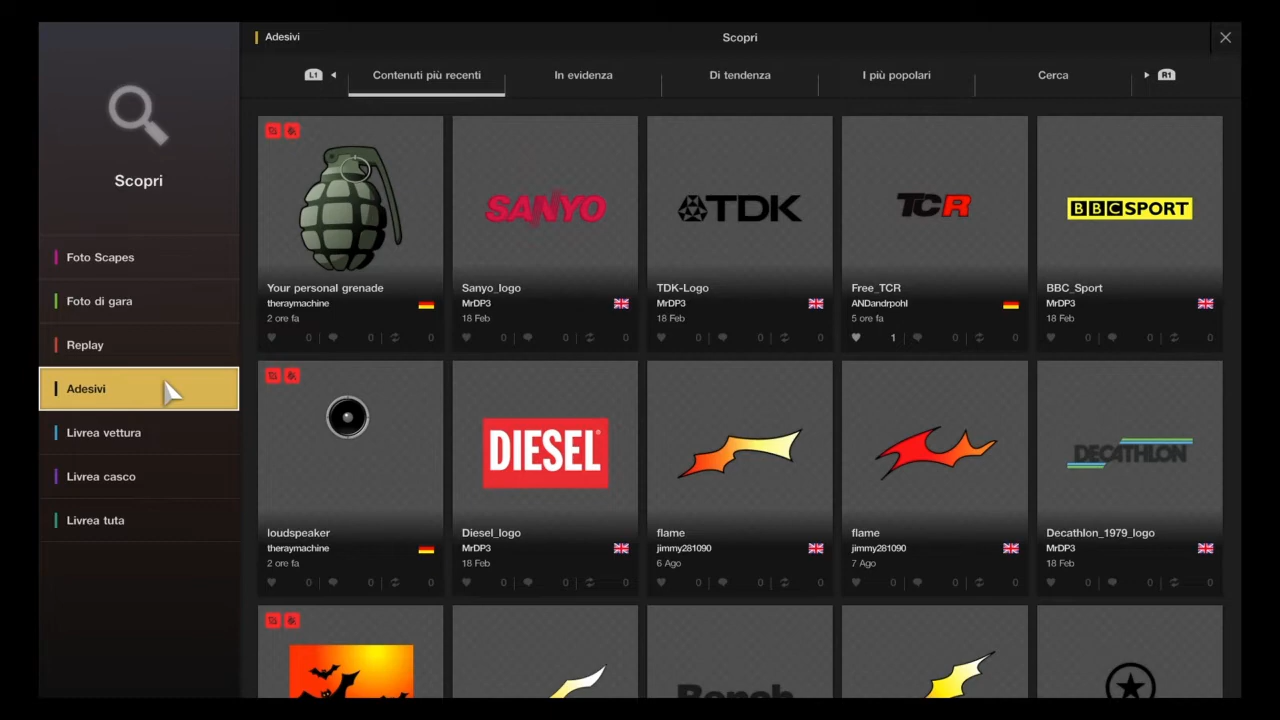 Adesivi
Scopri
L1
Contenuti più recenti
In evidenza
Di tendenza
I più popolari
Cerca
R1
Scopri
Foto Scapes
Foto di gara
Replay
Adesivi
Livrea vettura
Livrea casco
Livrea tuta
Your personal grenade
theraymachine
2 ore fa
0 0 0
SANYO
Sanyo_logo
MrDP3
18 Feb
0 0 0
TDK
TDK-Logo
MrDP3
18 Feb
0 0 0
TCR
Free_TCR
ANDandrpohl
5 ore fa
1 0 0
BBC SPORT
BBC_Sport
MrDP3
18 Feb
0 0 0
loudspeaker
theraymachine
2 ore fa
0 0 0
DIESEL
Diesel_logo
MrDP3
18 Feb
0 0 0
flame
jimmy281090
6 Ago
0 0 0
flame
jimmy281090
7 Ago
0 0 0
DECATHLON
Decathlon_1979_logo
MrDP3
18 Feb
0 0 0
Bench